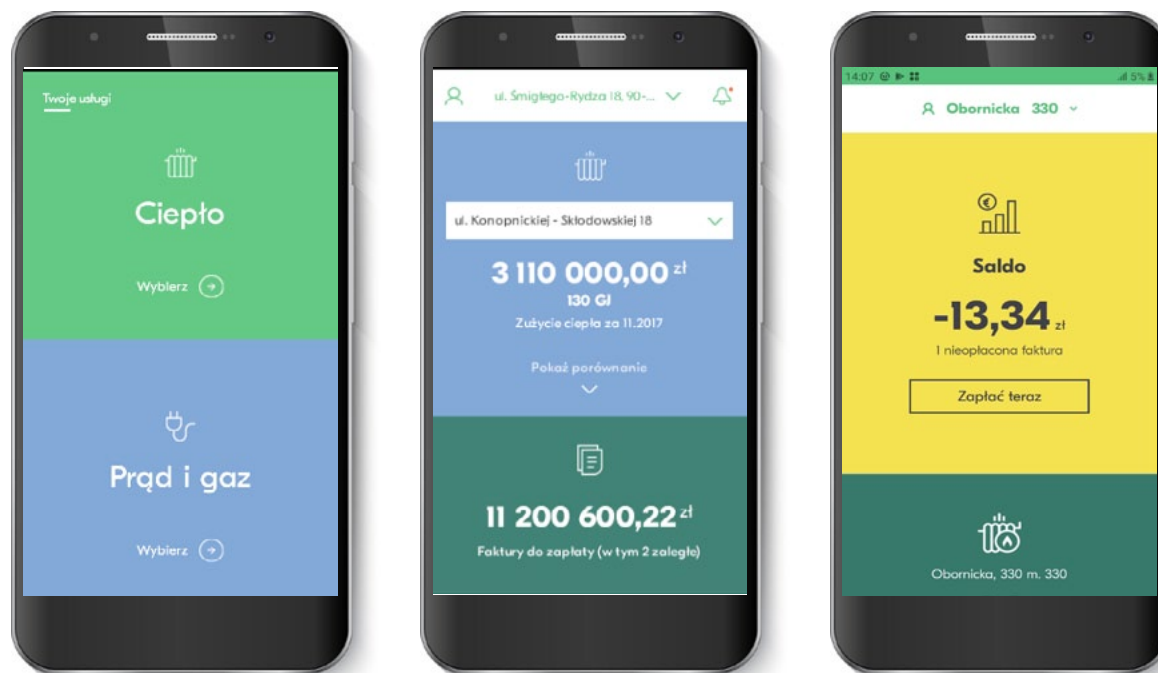 Twoje usługi
Ciepło
Wybierz
Prąd i gaz
Wybierz
ul. Śmigłego-Rydza 18, 90-...
ul. Konopnickiej - Skłodowskiej 18
3 110 000,00 zł
130 GJ
Zużycie ciepła za 11.2017
Pokaż porównanie
11 200 600,22 zł
Faktury do zapłaty (w tym 2 zaległe)
14:07
5%
Obornicka 330
€
Saldo
-13,34 zł
1 nieopłacona faktura
Zapłać teraz
Obornicka, 330 m. 330